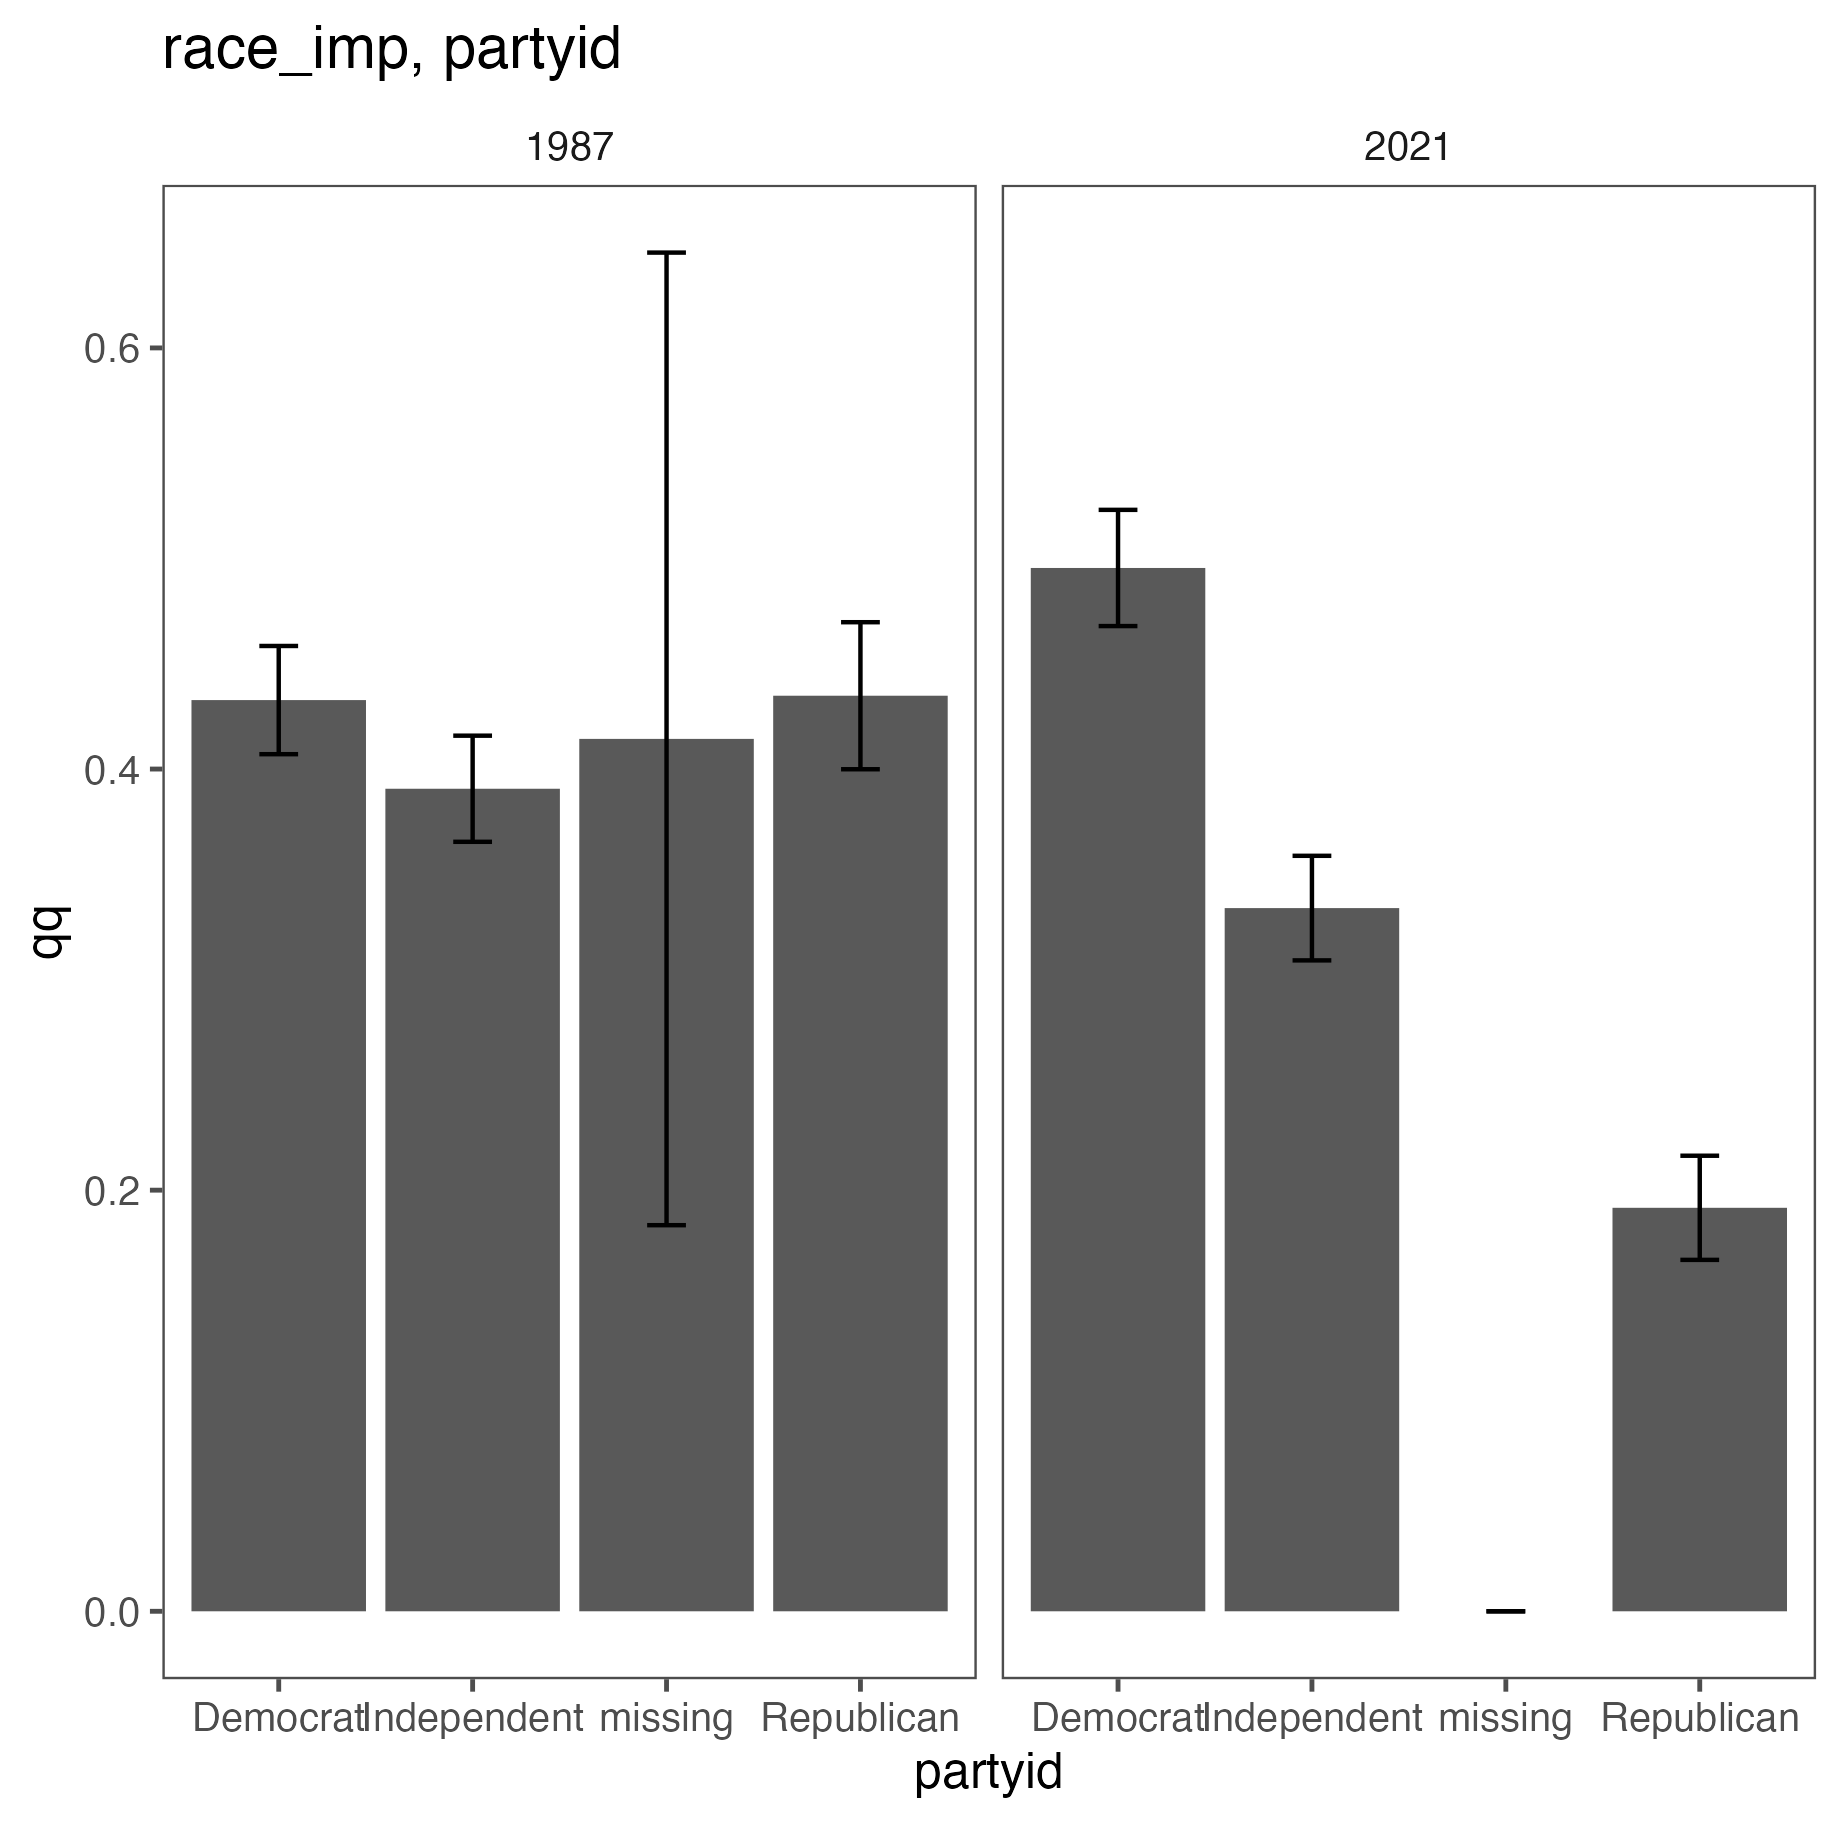 race_imp, partyid
1987
2021
0.6
0.4
0.2
0.0
qq
Democrat Independent missing Republican
Democrat Independent missing Republican
partyid